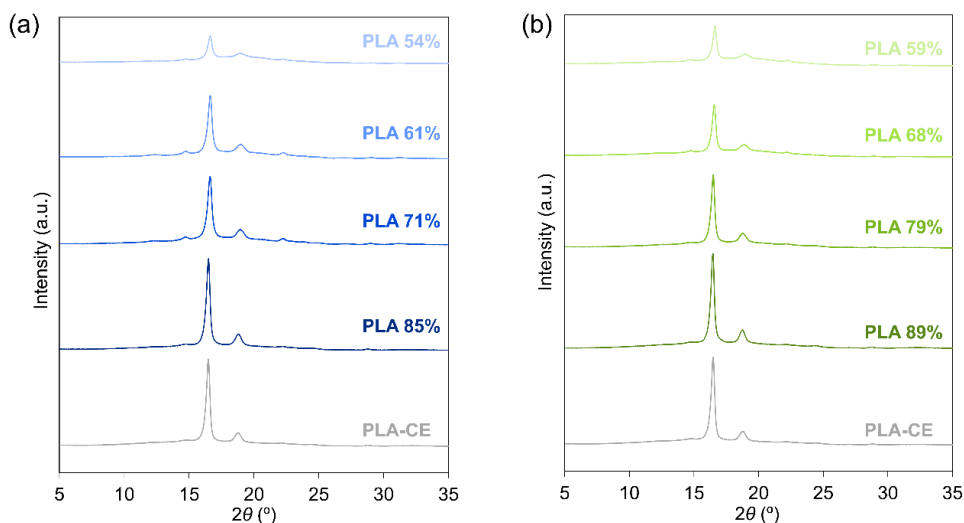 (a)
PLA 54%
PLA 61%
PLA 71%
PLA 85%
PLA-CE
Intensity (a.u.)
5 10 15 20 25 30 35
2θ (º)
(b)
PLA 59%
PLA 68%
PLA 79%
PLA 89%
PLA-CE
Intensity (a.u.)
5 10 15 20 25 30 35
2θ (º)